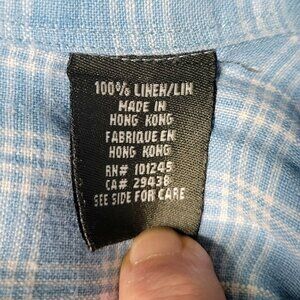 100% LINEN/LIN
MADE IN
HONG KONG
FABRIQUE EN
HONG KONG
RN# 101245
CA# 29438
SEE SIDE FOR CARE